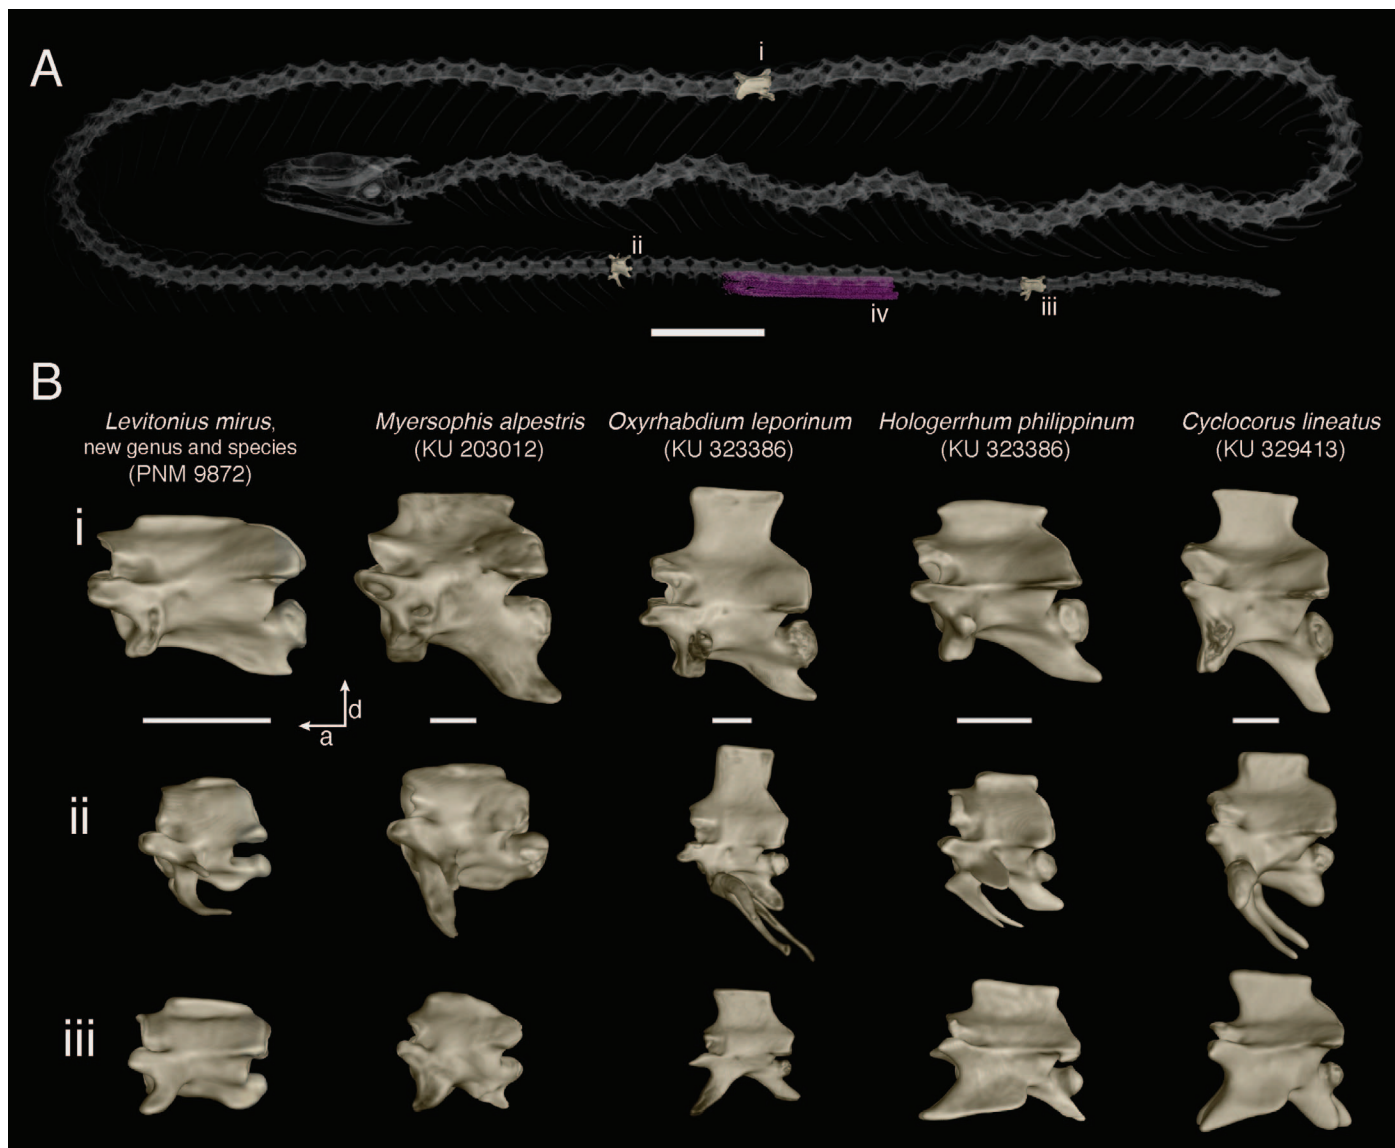 A
i
ii
iv
iii
B
Levitonius mirus,
new genus and species
(PNM 9872)
Myersophis alpestris
(KU 203012)
Oxyrhabdium leporinum
(KU 323386)
Hologerrhum philippinum
(KU 323386)
Cyclocorus lineatus
(KU 329413)
i
d
a
ii
iii